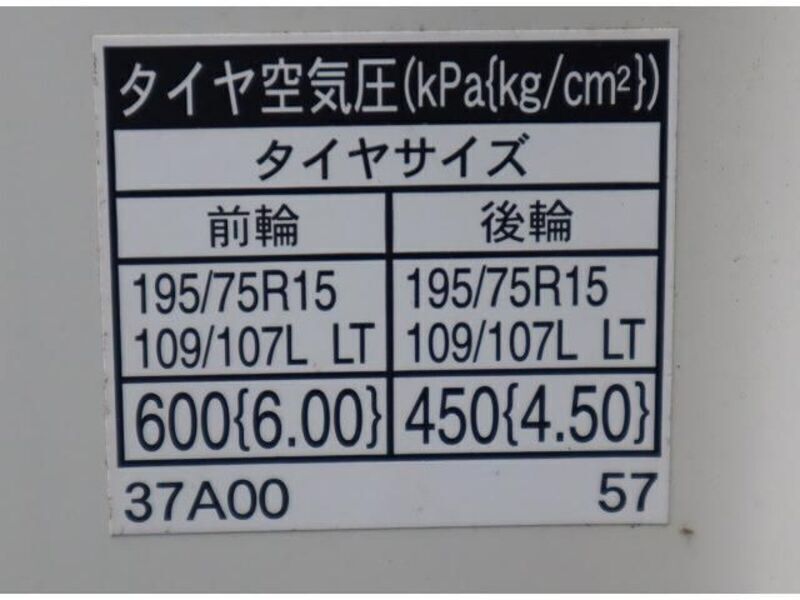 タイヤ空気圧(kPa{kg/cm²})
タイヤサイズ
前輪 後輪
195/75R15 195/75R15
109/107L LT 109/107L LT
600{6.00} 450{4.50}
37A00 57